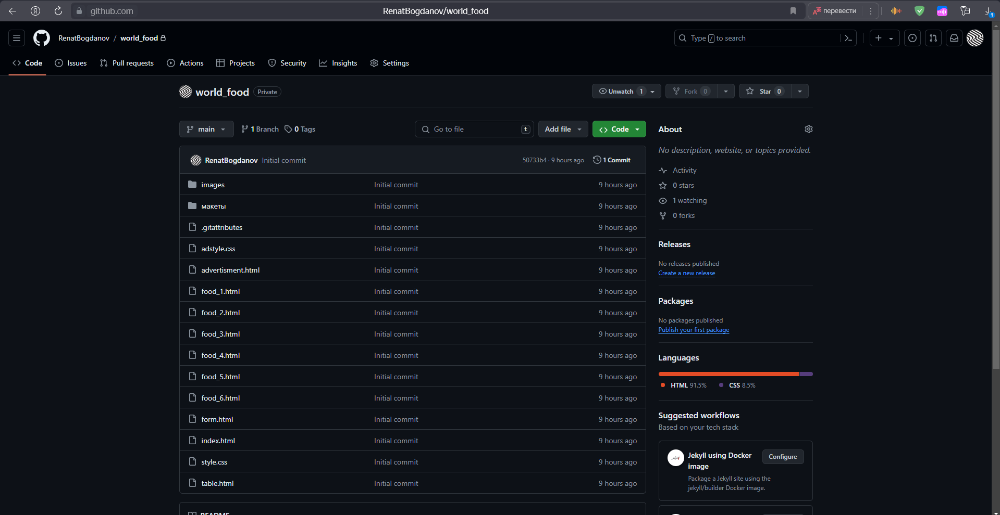 github.com RenatBogdanov/world_food перевести 1
RenatBogdanov / world_food Type / to search
Code Issues Pull requests Actions Projects Security Insights Settings
world_food Private Unwatch 1 Fork 0 Star 0
main 1 Branch 0 Tags Go to file t Add file Code
RenatBogdanov Initial commit 50733b4 · 9 hours ago 1 Commit
images Initial commit 9 hours ago
макеты Initial commit 9 hours ago
.gitattributes Initial commit 9 hours ago
adstyle.css Initial commit 9 hours ago
advertisment.html Initial commit 9 hours ago
food_1.html Initial commit 9 hours ago
food_2.html Initial commit 9 hours ago
food_3.html Initial commit 9 hours ago
food_4.html Initial commit 9 hours ago
food_5.html Initial commit 9 hours ago
food_6.html Initial commit 9 hours ago
form.html Initial commit 9 hours ago
index.html Initial commit 9 hours ago
style.css Initial commit 9 hours ago
table.html Initial commit 9 hours ago
README
About
No description, website, or topics provided.
Activity
0 stars
1 watching
0 forks
Releases
No releases published
Create a new release
Packages
No packages published
Publish your first package
Languages
HTML 91.5% CSS 8.5%
Suggested workflows
Based on your tech stack
Jekyll using Docker image Configure
Package a Jekyll site using the
jekyll/builder Docker image.